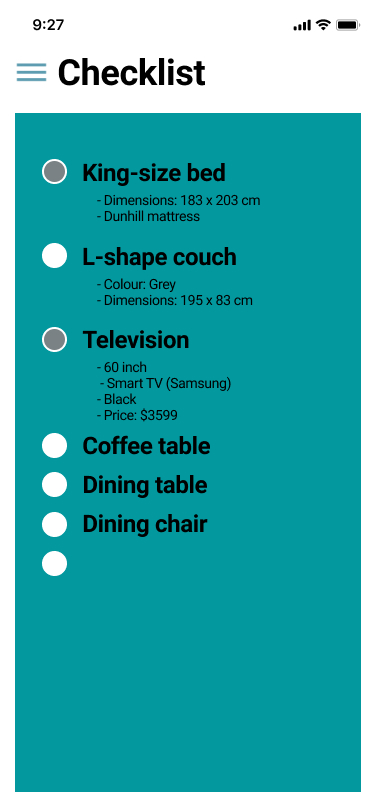 9:27
Checklist
King-size bed
- Dimensions: 183 x 203 cm
- Dunhill mattress
L-shape couch
- Colour: Grey
- Dimensions: 195 x 83 cm
Television
- 60 inch
- Smart TV (Samsung)
- Black
- Price: $3599
Coffee table
Dining table
Dining chair